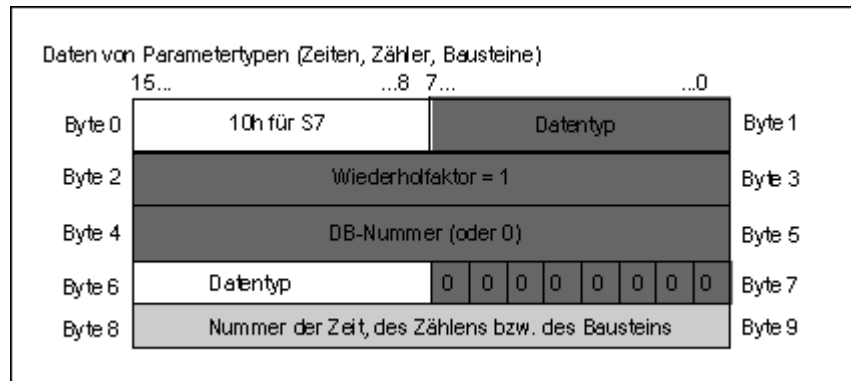 Daten von Parametertypen (Zeiten, Zähler, Bausteine)
15... ...8 7... ...0
Byte 0 10h für S7 Datentyp Byte 1
Byte 2 Wiederholfaktor = 1 Byte 3
Byte 4 DB-Nummer (oder 0) Byte 5
Byte 6 Datentyp 0 0 0 0 0 0 0 0 Byte 7
Byte 8 Nummer der Zeit, des Zählens bzw. des Bausteins Byte 9